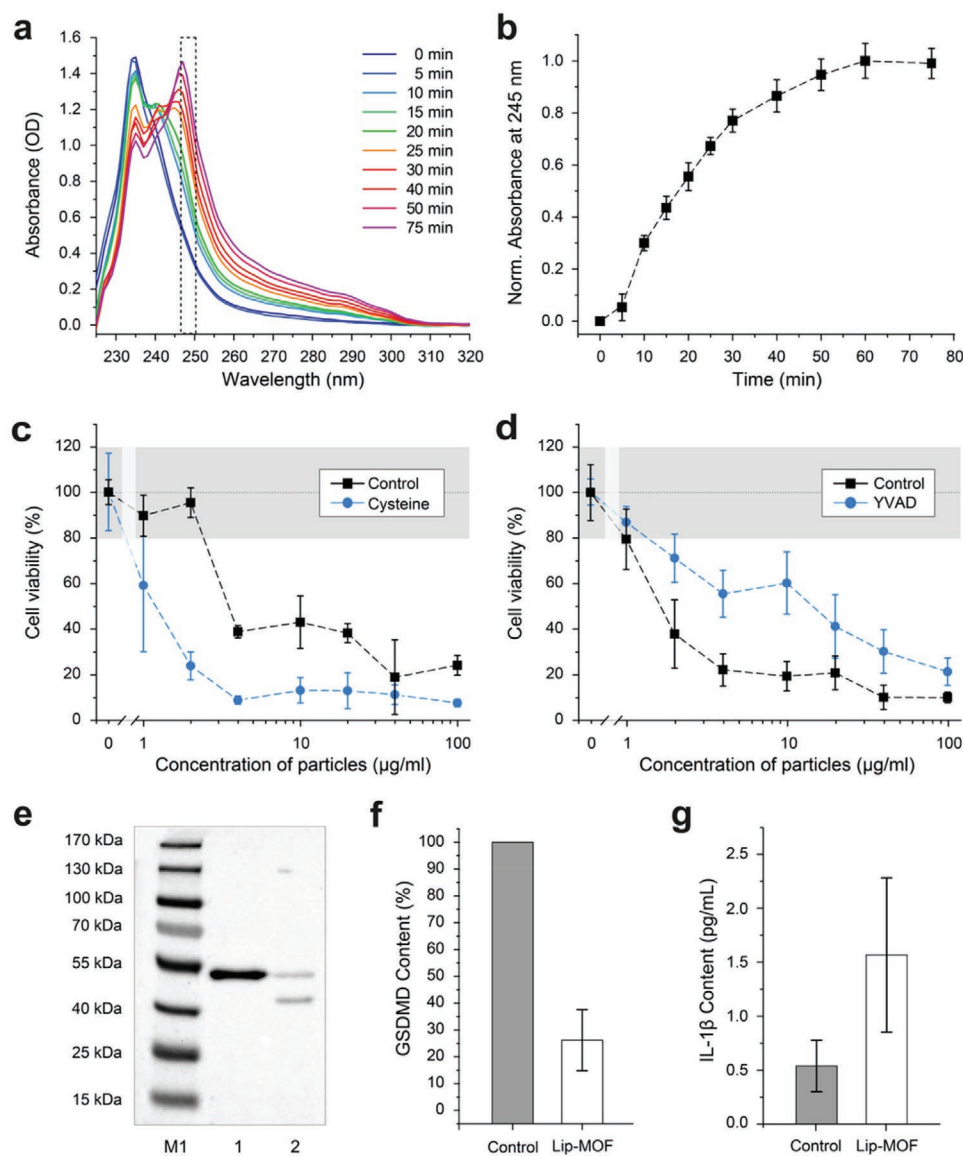 a
1.6
1.4
1.2
1.0
0.8
0.6
0.4
0.2
0.0
Absorbance (OD)
230 240 250 260 270 280 290 300 310 320
Wavelength (nm)
0 min
5 min
10 min
15 min
20 min
25 min
30 min
40 min
50 min
75 min
b
1.0
0.8
0.6
0.4
0.2
0.0
Norm. Absorbance at 245 nm
0 10 20 30 40 50 60 70 80
Time (min)
c
120
100
80
60
40
20
0
Cell viability (%)
Control
Cysteine
0 1 10 100
Concentration of particles (µg/ml)
d
120
100
80
60
40
20
0
Cell viability (%)
Control
YVAD
0 1 10 100
Concentration of particles (µg/ml)
e
170 kDa
130 kDa
100 kDa
70 kDa
55 kDa
40 kDa
25 kDa
15 kDa
M1 1 2
f
100
90
80
70
60
50
40
30
20
10
0
GSDMD Content (%)
Control Lip-MOF
g
2.5
2.0
1.5
1.0
0.5
0.0
IL-1β Content (pg/mL)
Control Lip-MOF